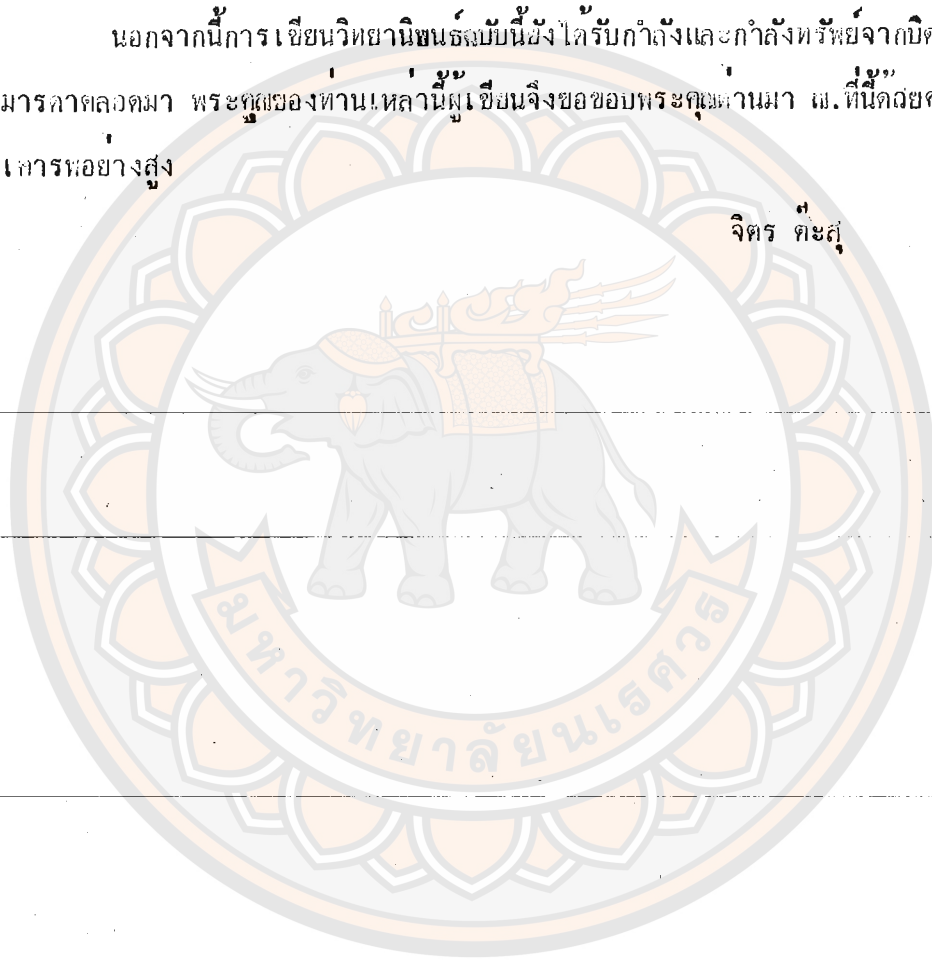 นอกจากนี้การเขียนวิทยานิพนธ์ฉบับนี้ยังได้รับกำลังและกำลังทรัพย์จากบิด
มารดาตลอดมา พระคุณของท่านเหล่านี้ผู้เขียนจึงขอขอบพระคุณท่านมา ณ.ที่นี้ด้วยค
เคารพอย่างสูง
จิตร ต๊ะสุ
มหาวิทยาลัยนเรศวร